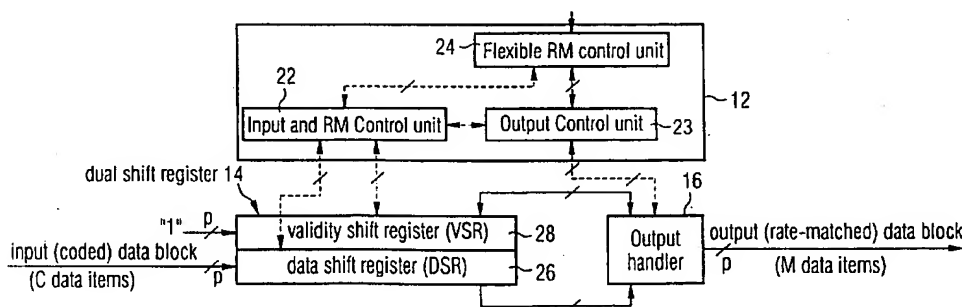 24
Flexible RM control unit
22
12
Input and RM Control unit
Output Control unit
23
dual shift register 14
16
"1"
p
validity shift register (VSR)
28
Output
handler
input (coded) data block
p
data shift register (DSR)
26
output (rate-matched) data block
p
(C data items)
(M data items)